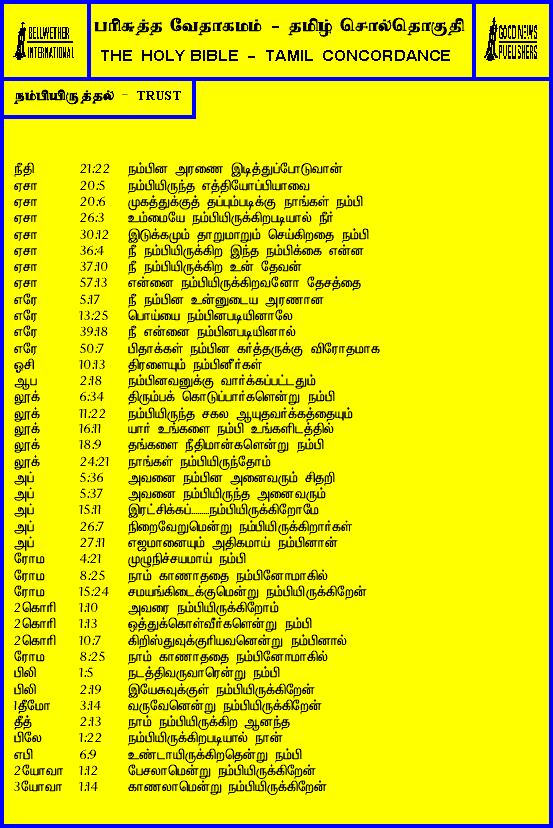 BELLWETHER
INTERNATIONAL
பரிசுத்த வேதாகமம் - தமிழ் சொல்தொகுதி
THE HOLY BIBLE - TAMIL CONCORDANCE
GOOD NEWS
PUBLISHERS
நம்பியிருத்தல் - TRUST
நீதி 21:22 நம்பின அரணை இடித்துப்போடுவான்
ஏசா 20:5 நம்பியிருந்த எத்தியோப்பியாவை
ஏசா 20:6 முகத்துக்குத் தப்பும்படிக்கு நாங்கள் நம்பி
ஏசா 26:3 உம்மையே நம்பியிருக்கிறபடியால் நீர்
ஏசா 30:12 இடுக்கமும் தாறுமாறும் செய்கிறதை நம்பி
ஏசா 36:4 நீ நம்பியிருக்கிற இந்த நம்பிக்கை என்ன
ஏசா 37:10 நீ நம்பியிருக்கிற உன் தேவன்
ஏசா 57:13 என்னை நம்பியிருக்கிறவனோ தேசத்தை
எரே 5:17 நீ நம்பின உன்னுடைய அரணான
எரே 13:25 பொய்யை நம்பினபடியினாலே
எரே 39:18 நீ என்னை நம்பினபடியினால்
எரே 50:7 பிதாக்கள் நம்பின கர்த்தருக்கு விரோதமாக
ஓசி 10:13 திரளையும் நம்பினீர்கள்
ஆப 2:18 நம்பினவனுக்கு வார்க்கப்பட்டதும்
லூக் 6:34 திரும்பக் கொடுப்பார்களென்று நம்பி
லூக் 11:22 நம்பியிருந்த சகல ஆயுதவர்க்கத்தையும்
லூக் 16:11 யார் உங்களை நம்பி உங்களிடத்தில்
லூக் 18:9 தங்களை நீதிமான்களென்று நம்பி
லூக் 24:21 நாங்கள் நம்பியிருந்தோம்
அப் 5:36 அவனை நம்பின அனைவரும் சிதறி
அப் 5:37 அவனை நம்பியிருந்த அனைவரும்
அப் 15:11 இரட்சிக்கப்........நம்பியிருக்கிறோமே
அப் 26:7 நிறைவேறுமென்று நம்பியிருக்கிறார்கள்
அப் 27:11 எஜமானையும் அதிகமாய் நம்பினான்
ரோம 4:21 முழுநிச்சயமாய் நம்பி
ரோம 8:25 நாம் காணாததை நம்பினோமாகில்
ரோம 15:24 சமயங்கிடைக்குமென்று நம்பியிருக்கிறேன்
2கொரி 1:10 அவரை நம்பியிருக்கிறோம்
2கொரி 1:13 ஒத்துக்கொள்வீர்களென்று நம்பி
2கொரி 10:7 கிறிஸ்துவுக்குரியவனென்று நம்பினால்
ரோம 8:25 நாம் காணாததை நம்பினோமாகில்
பிலி 1:5 நடத்திவருவாரென்று நம்பி
பிலி 2:19 இயேசுவுக்குள் நம்பியிருக்கிறேன்
1தீமோ 3:14 வருவேனென்று நம்பியிருக்கிறேன்
தீத் 2:13 நாம் நம்பியிருக்கிற ஆனந்த
பிலே 1:22 நம்பியிருக்கிறபடியால் நான்
எபி 6:9 உண்டாயிருக்கிறதென்று நம்பி
2யோவா 1:12 பேசலாமென்று நம்பியிருக்கிறேன்
3யோவா 1:14 காணலாமென்று நம்பியிருக்கிறேன்